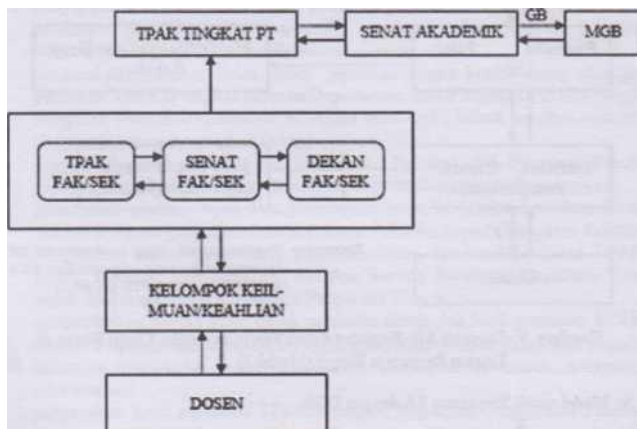 TPAK TINGKAT PT
SENAT AKADEMIK
GB
MGB
TPAK
FAK/SEK
SENAT
FAK/SEK
DEKAN
FAK/SEK
KELOMPOK KEIL-
MUAN/KEAHLIAN
DOSEN